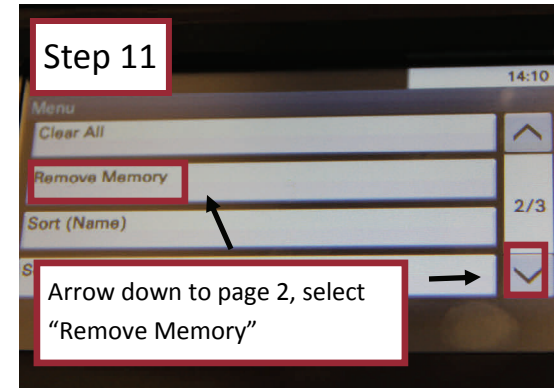 Step 11
14:10
Menu
Clear All
Remove Memory
2/3
Sort (Name)
S
Arrow down to page 2, select
“Remove Memory”